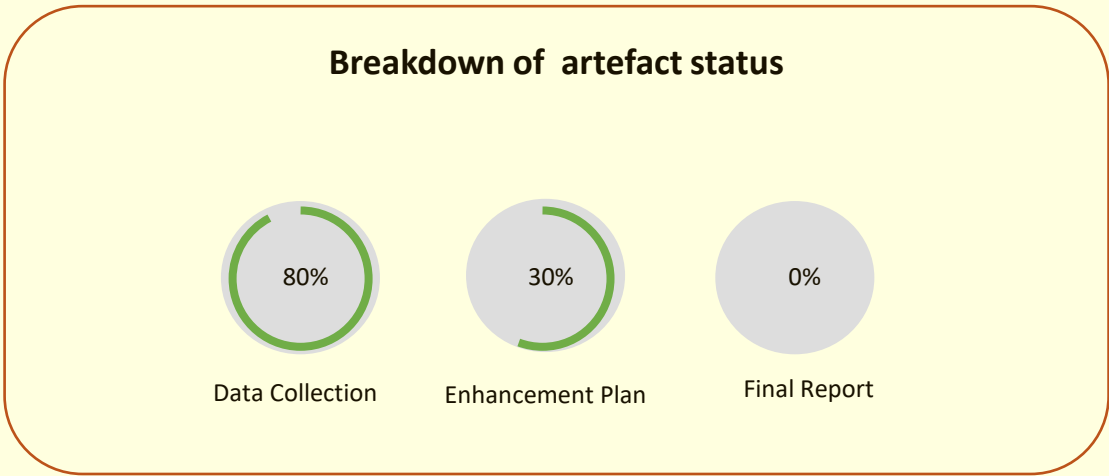 Breakdown of  artefact status
80%
30%
0%
Data Collection
Enhancement Plan
Final Report